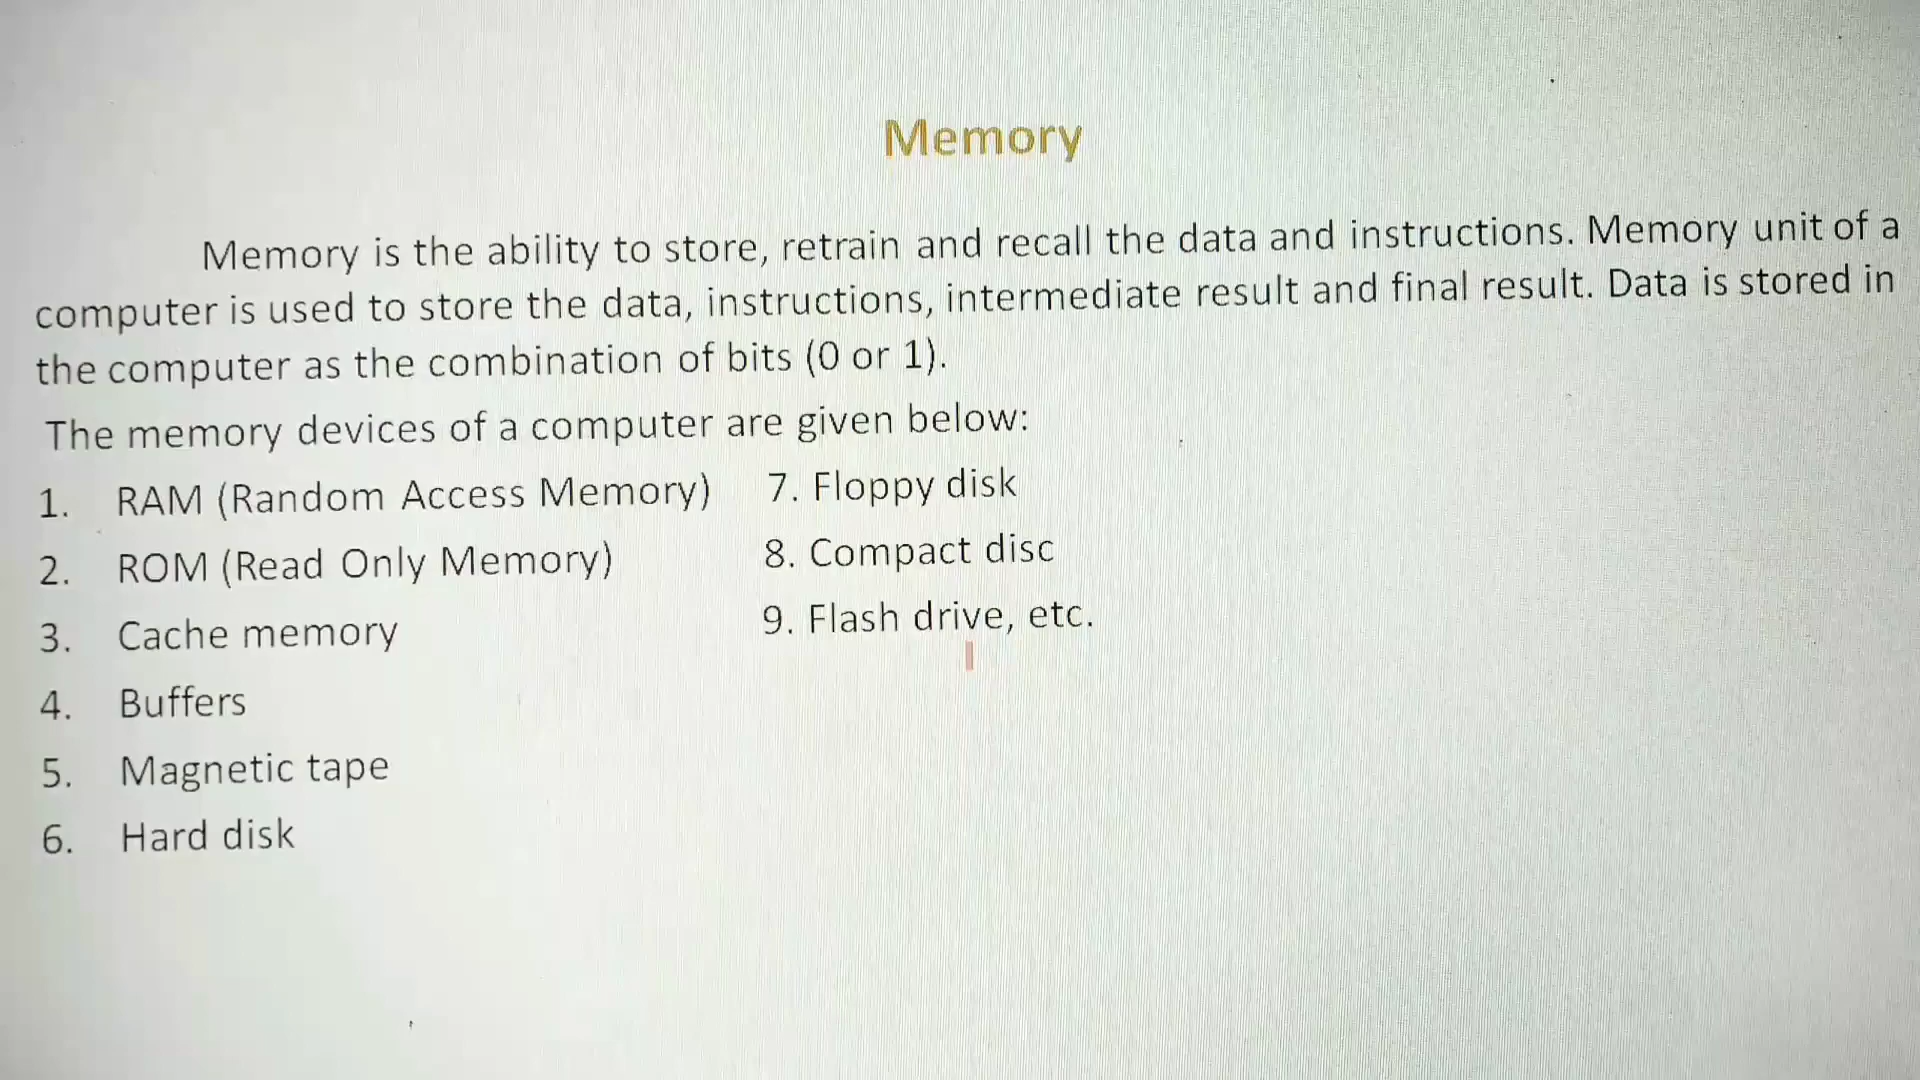 Memory
Memory is the ability to store, retrain and recall the data and instructions. Memory unit of a
computer is used to store the data, instructions, intermediate result and final result. Data is stored in
the computer as the combination of bits (0 or 1).
The memory devices of a computer are given below:
1. RAM (Random Access Memory)
2. ROM (Read Only Memory)
3. Cache memory
4. Buffers
5. Magnetic tape
6. Hard disk
7. Floppy disk
8. Compact disc
9. Flash drive, etc.